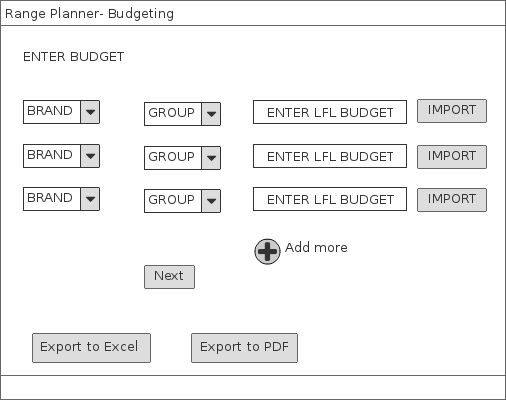 Range Planner- Budgeting
ENTER BUDGET
BRAND GROUP ENTER LFL BUDGET IMPORT
BRAND GROUP ENTER LFL BUDGET IMPORT
BRAND GROUP ENTER LFL BUDGET IMPORT
Add more
Next
Export to Excel Export to PDF